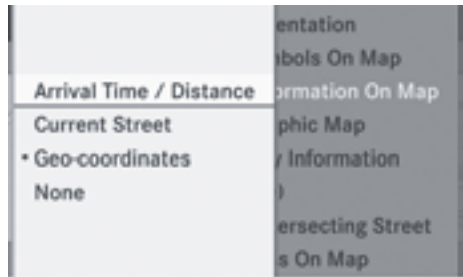 entation
bols On Map
Arrival Time / Distance
ormation On Map
Current Street
phic Map
Geo-coordinates
Information
None
)
ersecting Street
s On Map